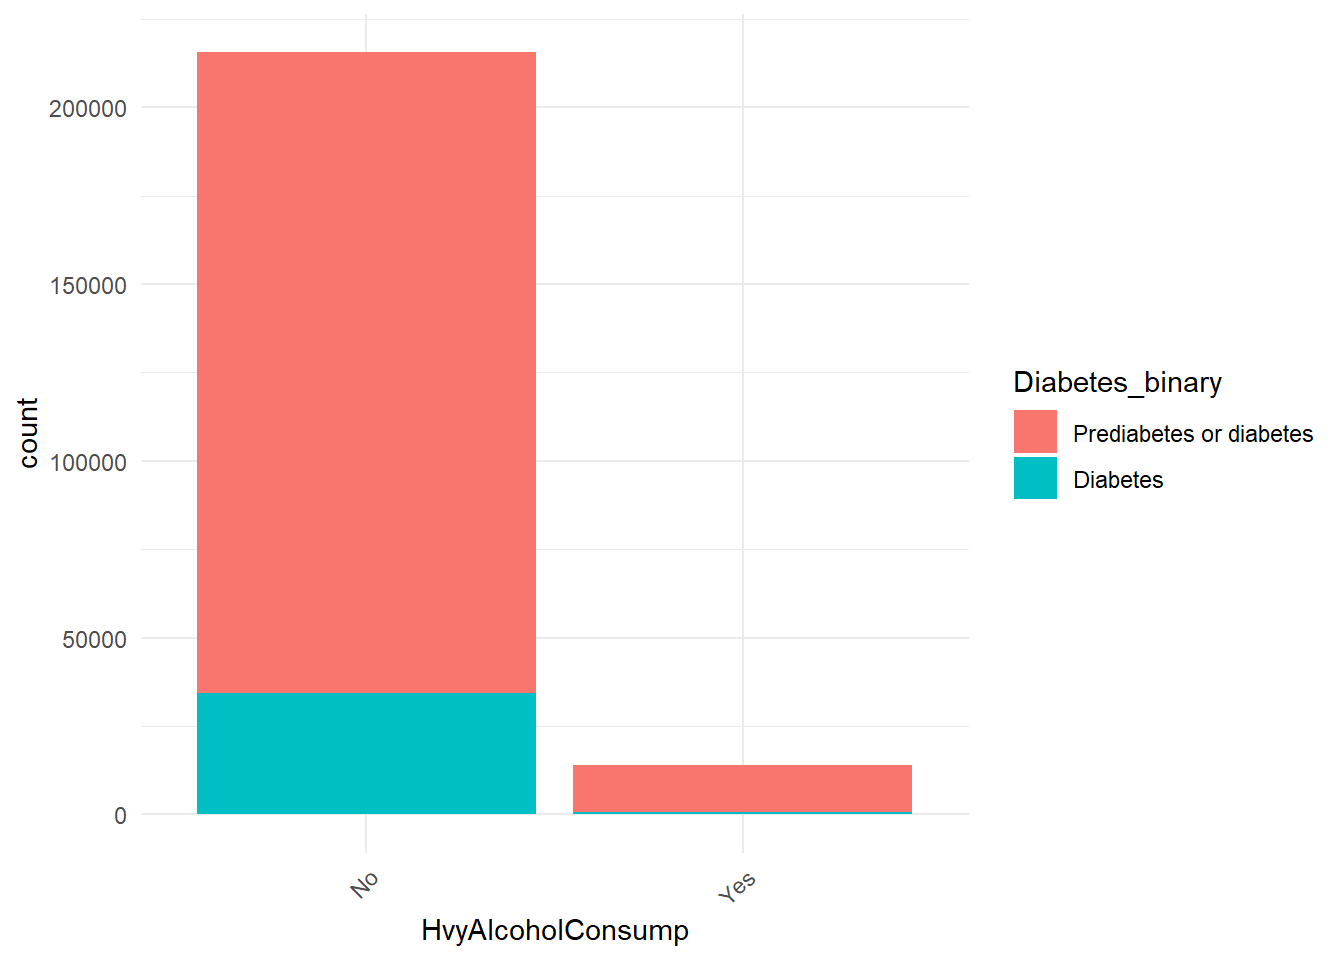 200000
150000
100000
50000
0
count
No
Yes
HvyAlcoholConsump
Diabetes_binary
Prediabetes or diabetes
Diabetes